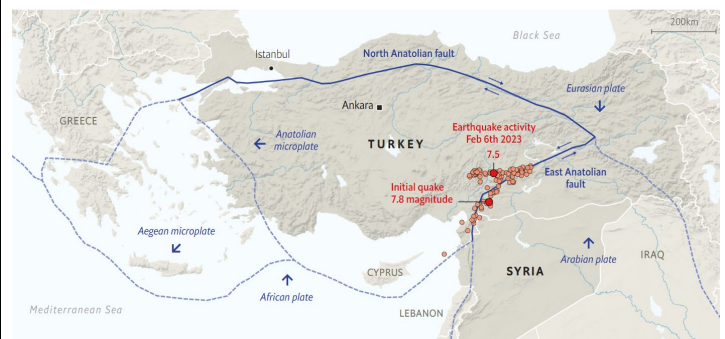 200km
Black Sea
Istanbul
North Anatolian fault
Eurasian plate
Ankara
GREECE
Anatolian
microplate
TURKEY
Earthquake activity
Feb 6th 2023
7.5
East Anatolian
fault
Initial quake
7.8 magnitude
Aegean microplate
Arabian plate
IRAQ
SYRIA
CYPRUS
African plate
Mediterranean Sea
LEBANON